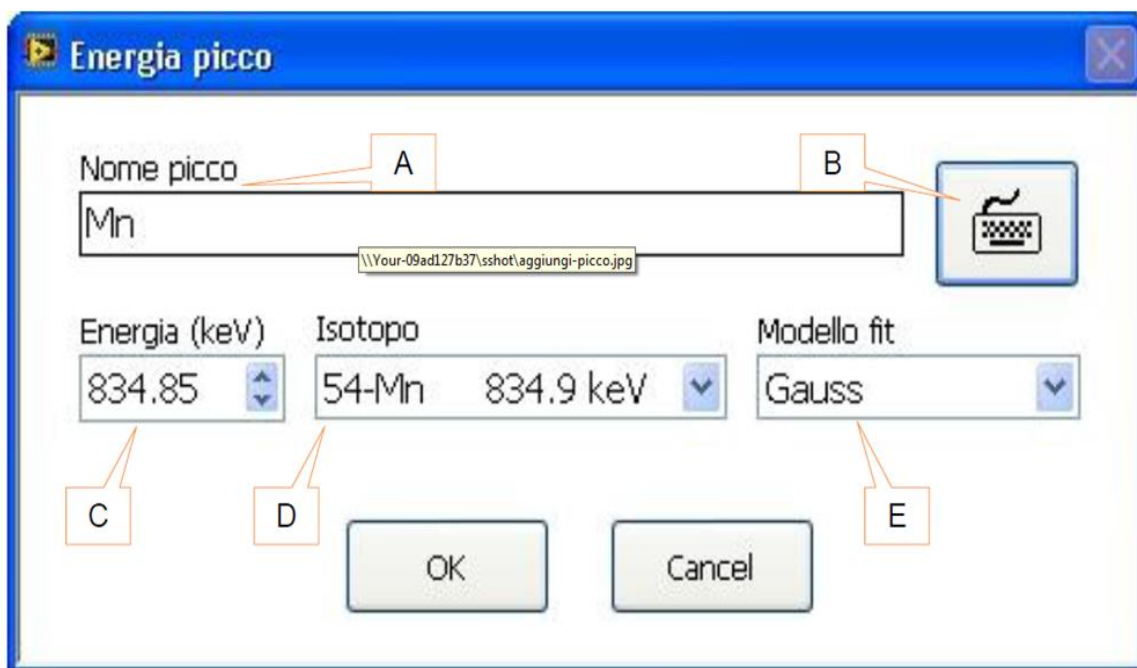 Energia picco
A
B
Nome picco
Mn
\\Your-09ad127b37\sshot\aggiungi-picco.jpg
Energia (keV)
Isotopo
Modello fit
834.85
54-Mn 834.9 keV
Gauss
C
D
E
OK
Cancel